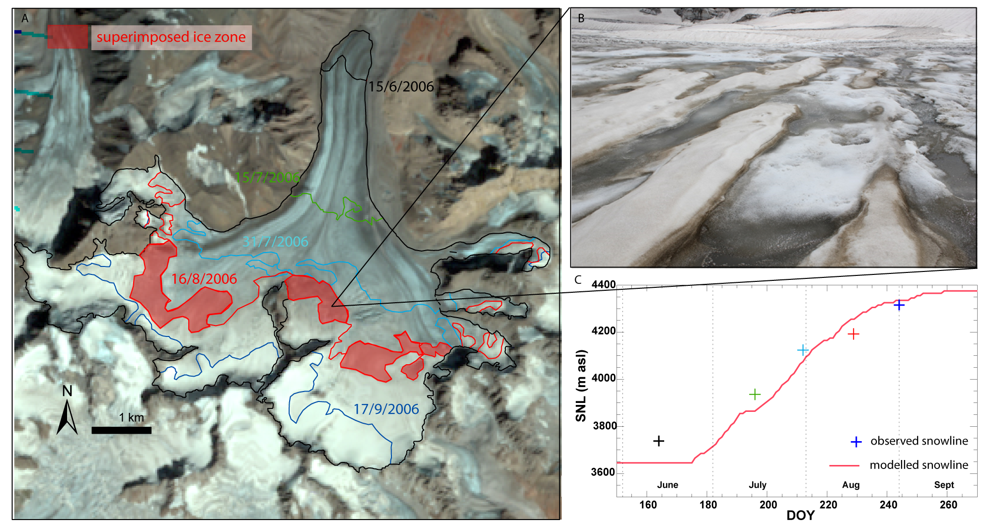 A
superimposed ice zone
15/6/2006
15/7/2006
31/7/2006
16/8/2006
17/9/2006
N
1 km
B
C
4400
4200
4000
3800
3600
SNL (m asl)
observed snowline
modelled snowline
June July Aug Sept
160 180 200 220 240 260
DOY